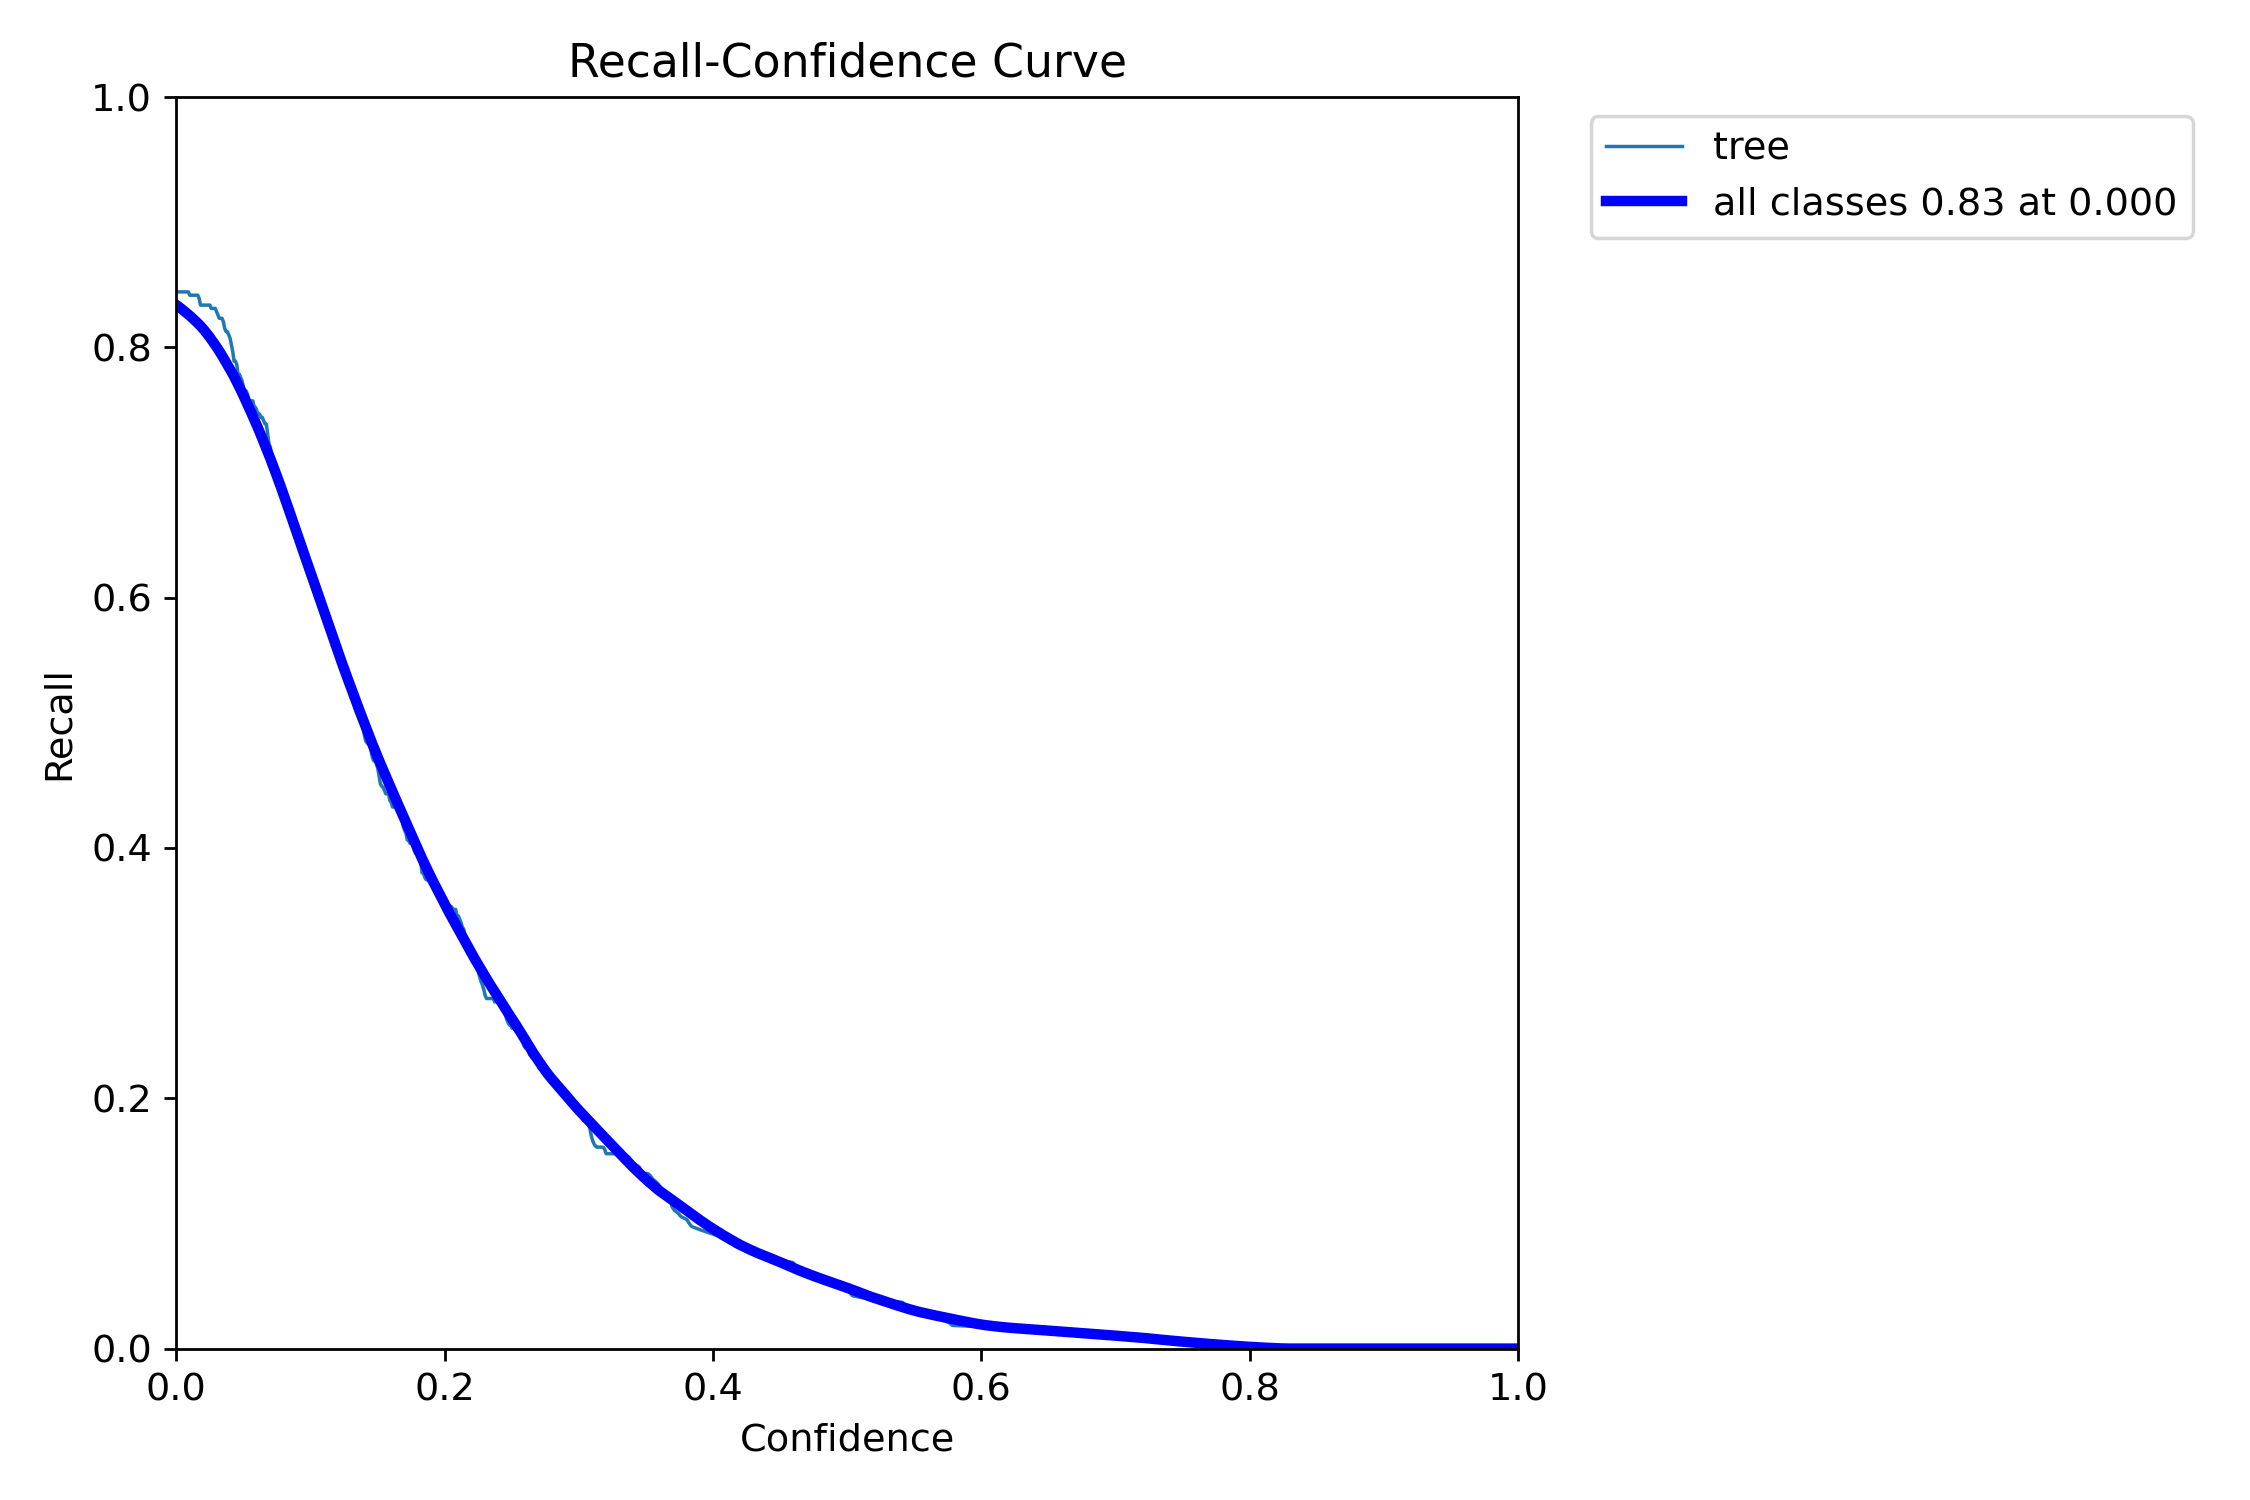 Recall-Confidence Curve
1.0
0.8
0.6
0.4
0.2
0.0
Recall
0.0 0.2 0.4 0.6 0.8 1.0
Confidence
tree
all classes 0.83 at 0.000